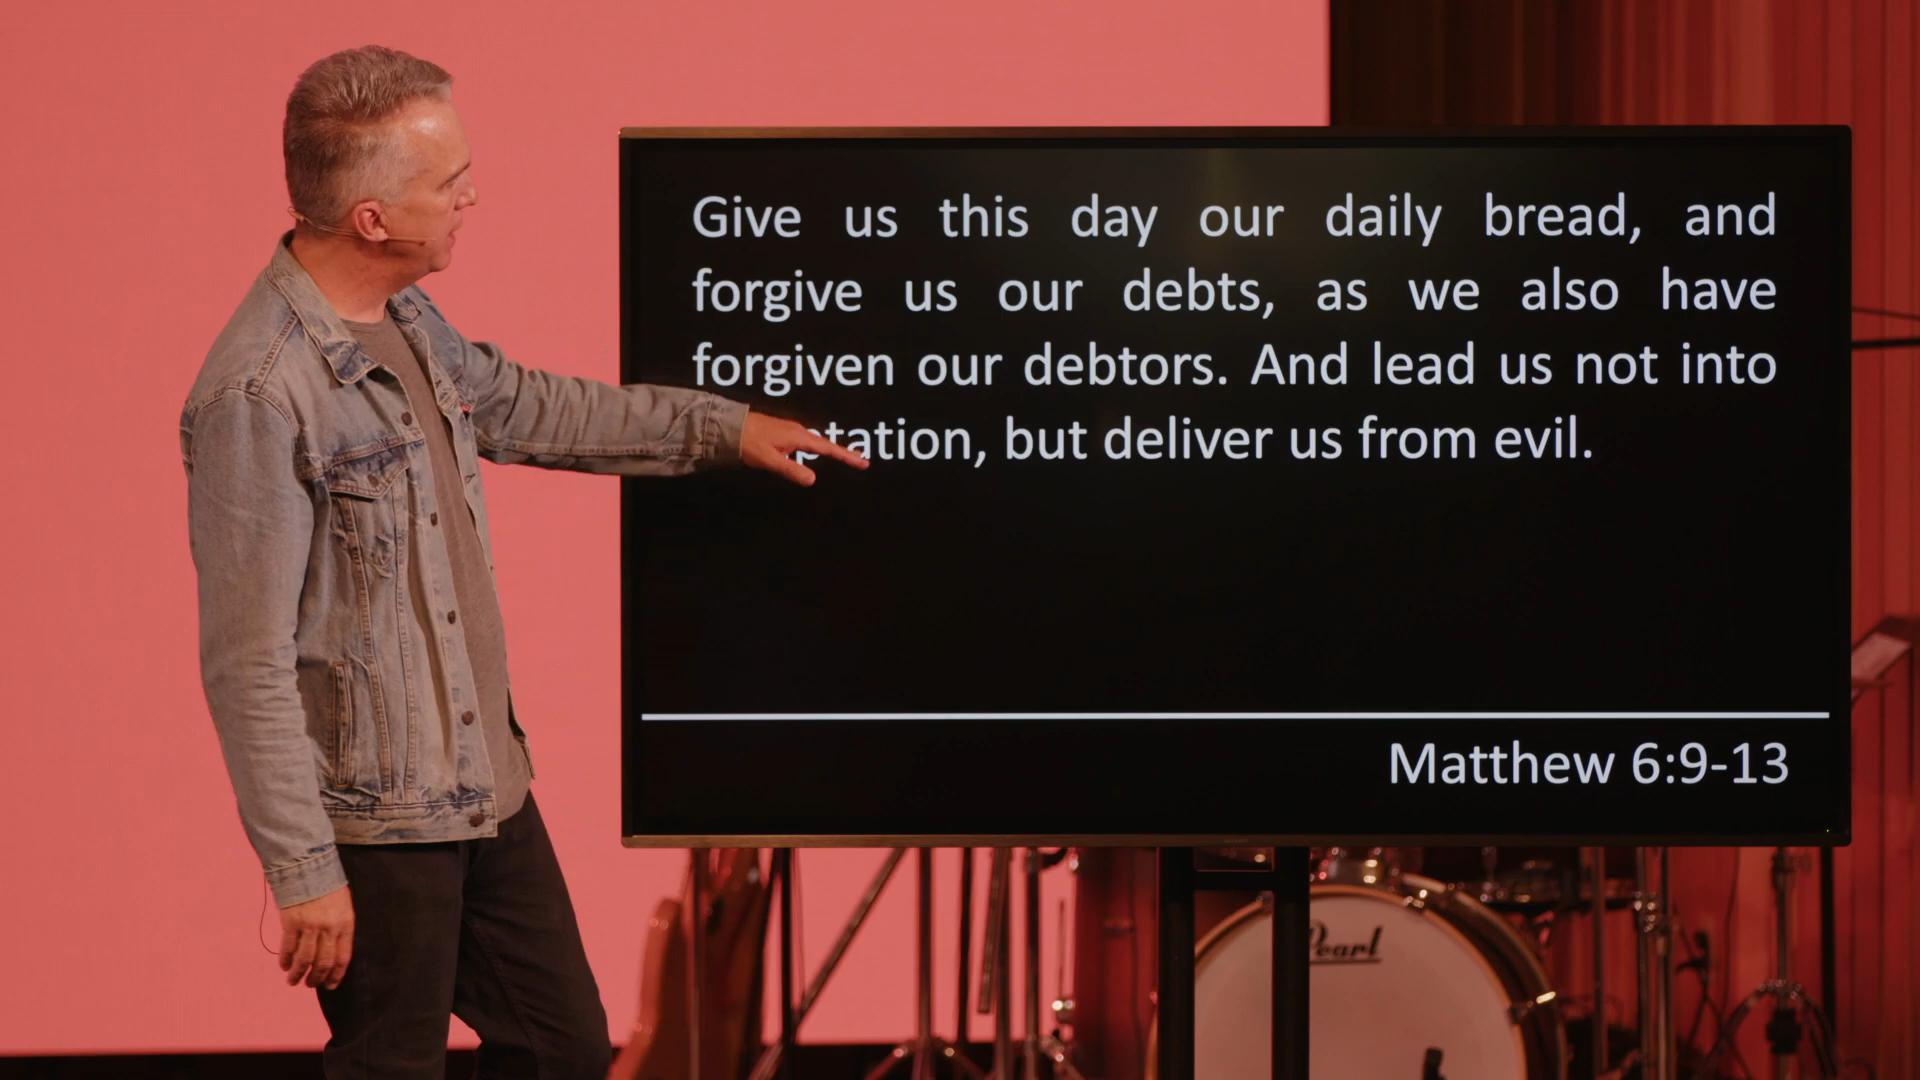 Give us this day our daily bread, and
forgive us our debts, as we also have
forgiven our debtors. And lead us not into
ptation, but deliver us from evil.
Matthew 6:9-13
Pearl